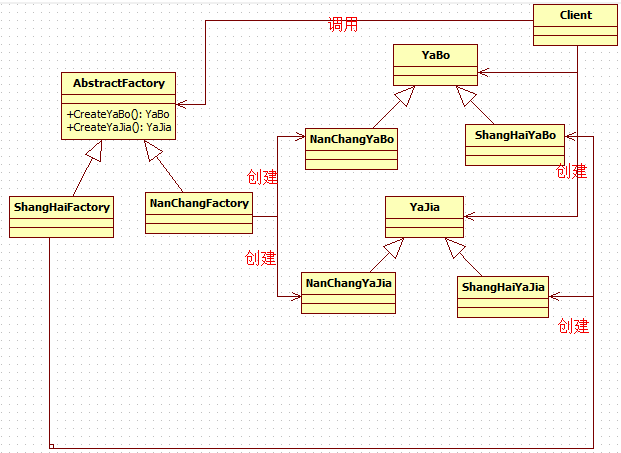 Client
调用
YaBo
AbstractFactory
+CreateYaBo(): YaBo
+CreateYaJia(): YaJia
NanChangYaBo
ShangHaiYaBo
创建
创建
ShangHaiFactory
NanChangFactory
YaJia
创建
NanChangYaJia
ShangHaiYaJia
创建